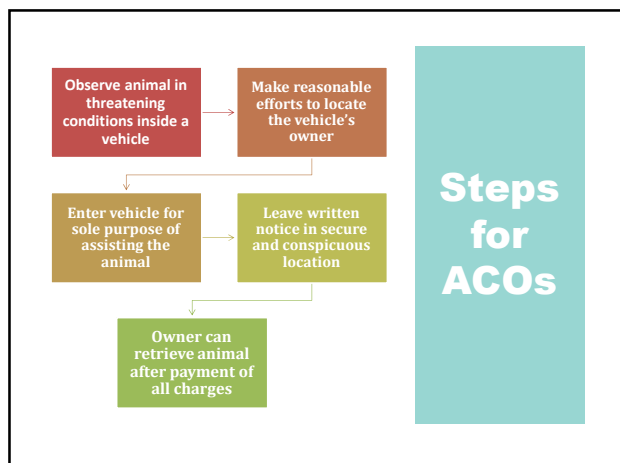 Observe animal in
threatening
conditions inside a
vehicle
Make reasonable
efforts to locate
the vehicle's
owner
Enter vehicle for
sole purpose of
assisting the
animal
Leave written
notice in secure
and conspicuous
location
Owner can
retrieve animal
after payment of
all charges
Steps
for
ACOs